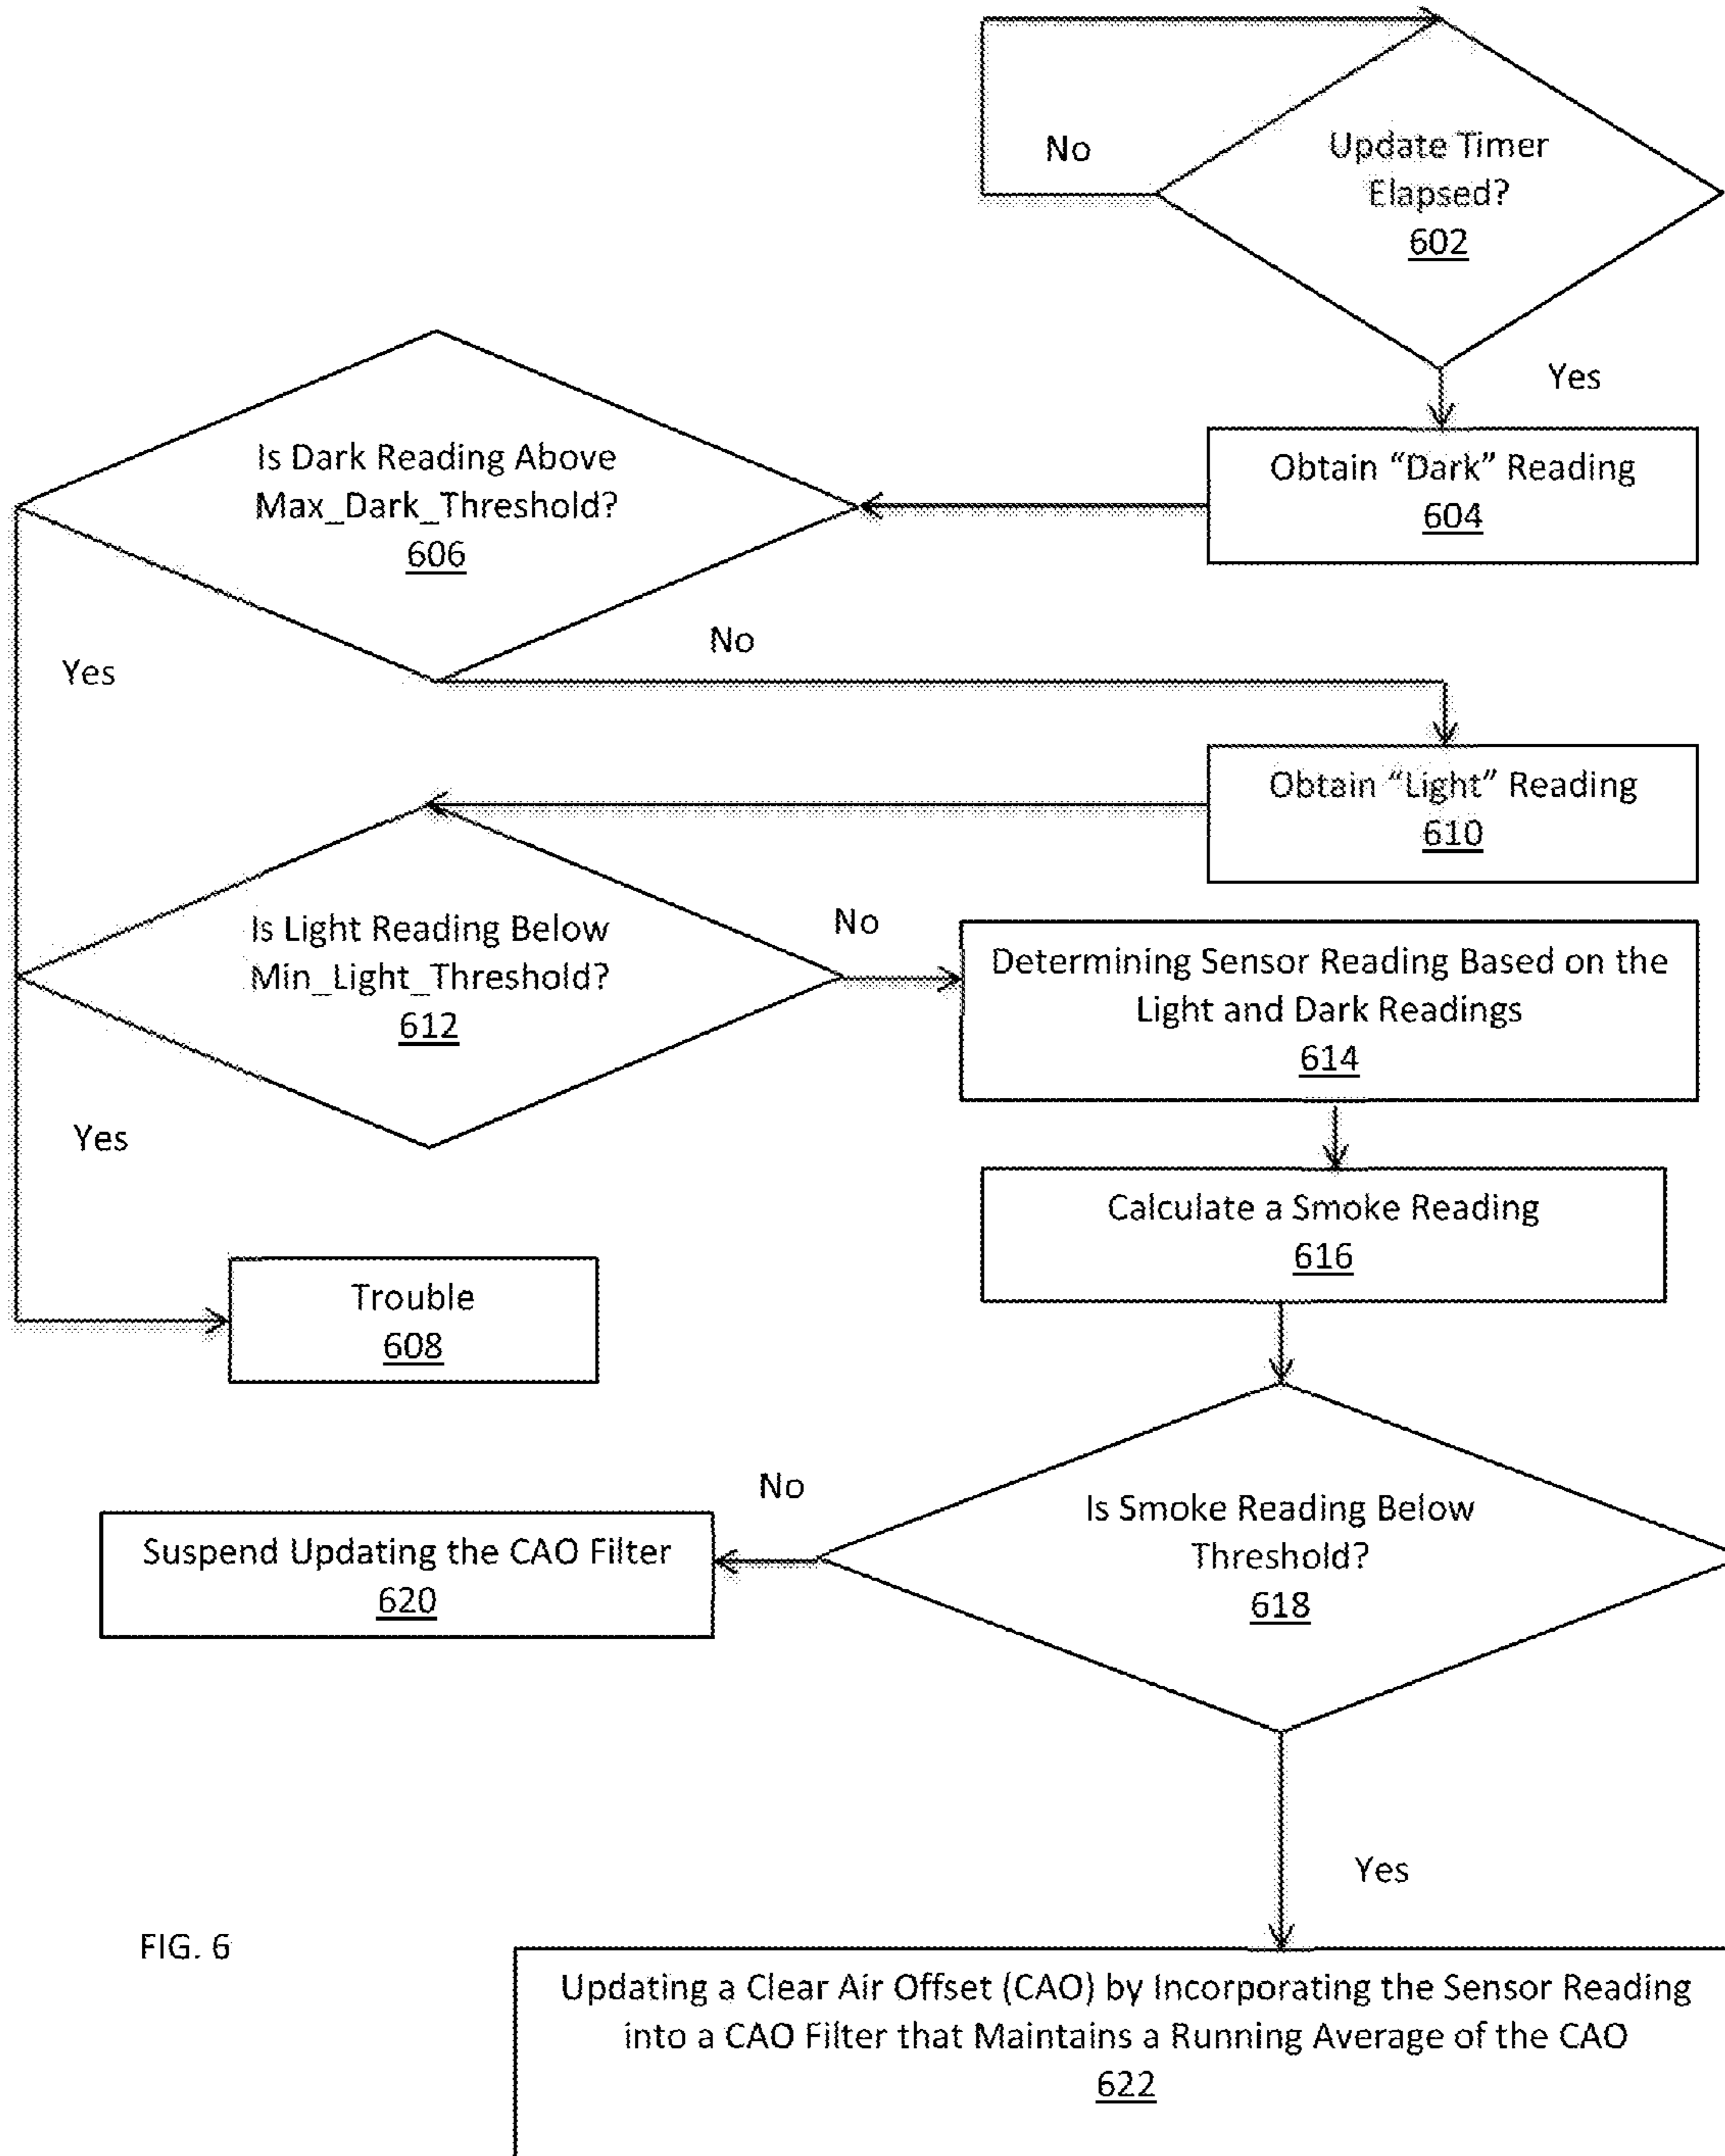 No
Update Timer
Elapsed?
602
Yes
Obtain “Dark” Reading
604
Is Dark Reading Above
Max_Dark_Threshold?
606
No
Yes
Obtain “Light” Reading
610
Is Light Reading Below
Min_Light_Threshold?
612
No
Determining Sensor Reading Based on the
Light and Dark Readings
614
Yes
Calculate a Smoke Reading
616
Trouble
608
No
Is Smoke Reading Below
Threshold?
618
Suspend Updating the CAO Filter
620
Yes
FIG. 6
Updating a Clear Air Offset (CAO) by Incorporating the Sensor Reading
into a CAO Filter that Maintains a Running Average of the CAO
622